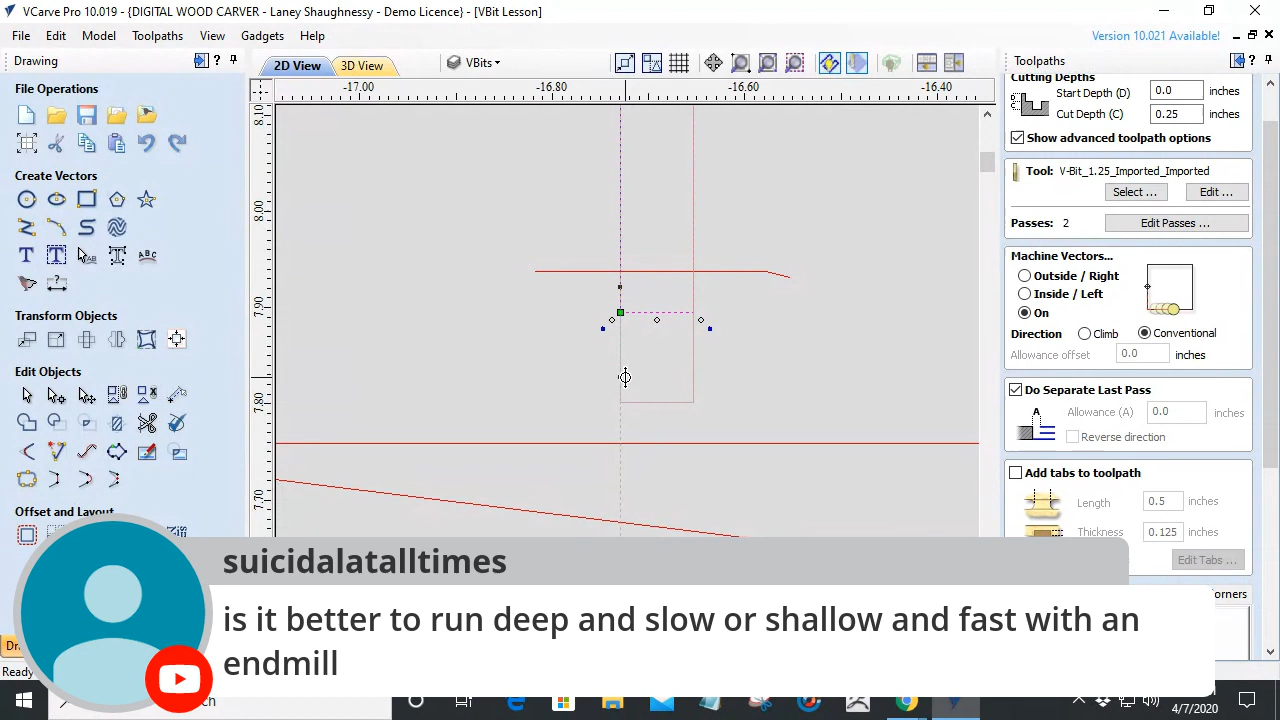 VCarve Pro 10.019 - {DIGITAL WOOD CARVER - Laney Shaughnessy - Demo Licence} - [VBit Lesson]
File Edit Model Toolpaths View Gadgets Help
Version 10.021 Available!
Drawing
?
2D View
3D View
VBits
Toolpaths
?
File Operations
Create Vectors
Transform Objects
Edit Objects
Offset and Layout
-17.00
-16.80
-16.60
-16.40
8.10
8.00
7.90
7.80
7.70
Cutting Depths
Start Depth (D) 0.0 inches
Cut Depth (C) 0.25 inches
Show advanced toolpath options
Tool: V-Bit_1.25_Imported_Imported
Select ... Edit ...
Passes: 2 Edit Passes ...
Machine Vectors...
Outside / Right
Inside / Left
On
Direction Climb Conventional
Allowance offset 0.0 inches
Do Separate Last Pass
A Allowance (A) 0.0 inches
Reverse direction
Add tabs to toolpath
Length 0.5 inches
Thickness 0.125 inches
Edit Tabs ...
orners
suicidalatalltimes
is it better to run deep and slow or shallow and fast with an
endmill
Dr
Ready
rch
4/7/2020